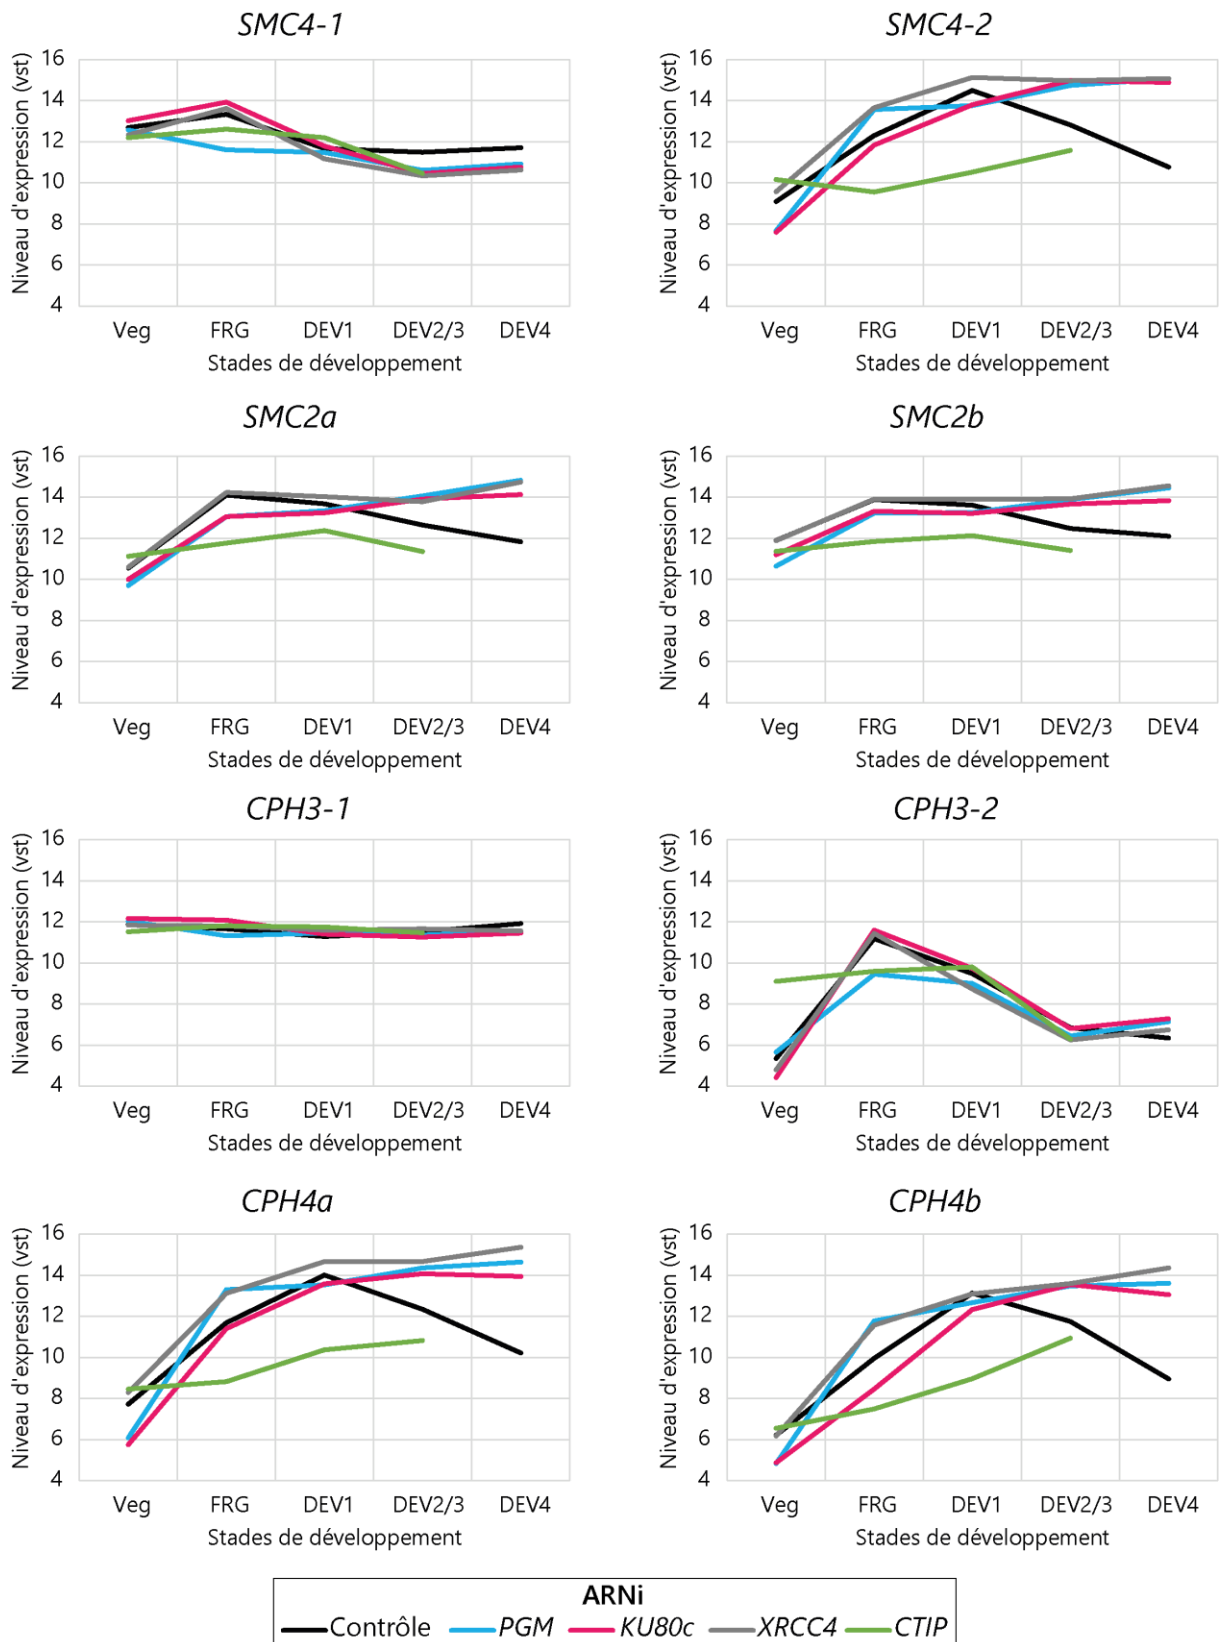 SMC4-1
Niveau d'expression (vst)
16
14
12
10
8
6
4
Veg FRG DEV1 DEV2/3 DEV4
Stades de développement
SMC4-2
Niveau d'expression (vst)
16
14
12
10
8
6
4
Veg FRG DEV1 DEV2/3 DEV4
Stades de développement
SMC2a
Niveau d'expression (vst)
16
14
12
10
8
6
4
Veg FRG DEV1 DEV2/3 DEV4
Stades de développement
SMC2b
Niveau d'expression (vst)
16
14
12
10
8
6
4
Veg FRG DEV1 DEV2/3 DEV4
Stades de développement
CPH3-1
Niveau d'expression (vst)
16
14
12
10
8
6
4
Veg FRG DEV1 DEV2/3 DEV4
Stades de développement
CPH3-2
Niveau d'expression (vst)
16
14
12
10
8
6
4
Veg FRG DEV1 DEV2/3 DEV4
Stades de développement
CPH4a
Niveau d'expression (vst)
16
14
12
10
8
6
4
Veg FRG DEV1 DEV2/3 DEV4
Stades de développement
CPH4b
Niveau d'expression (vst)
16
14
12
10
8
6
4
Veg FRG DEV1 DEV2/3 DEV4
Stades de développement
ARNi
Contrôle PGM KU80c XRCC4 CTIP